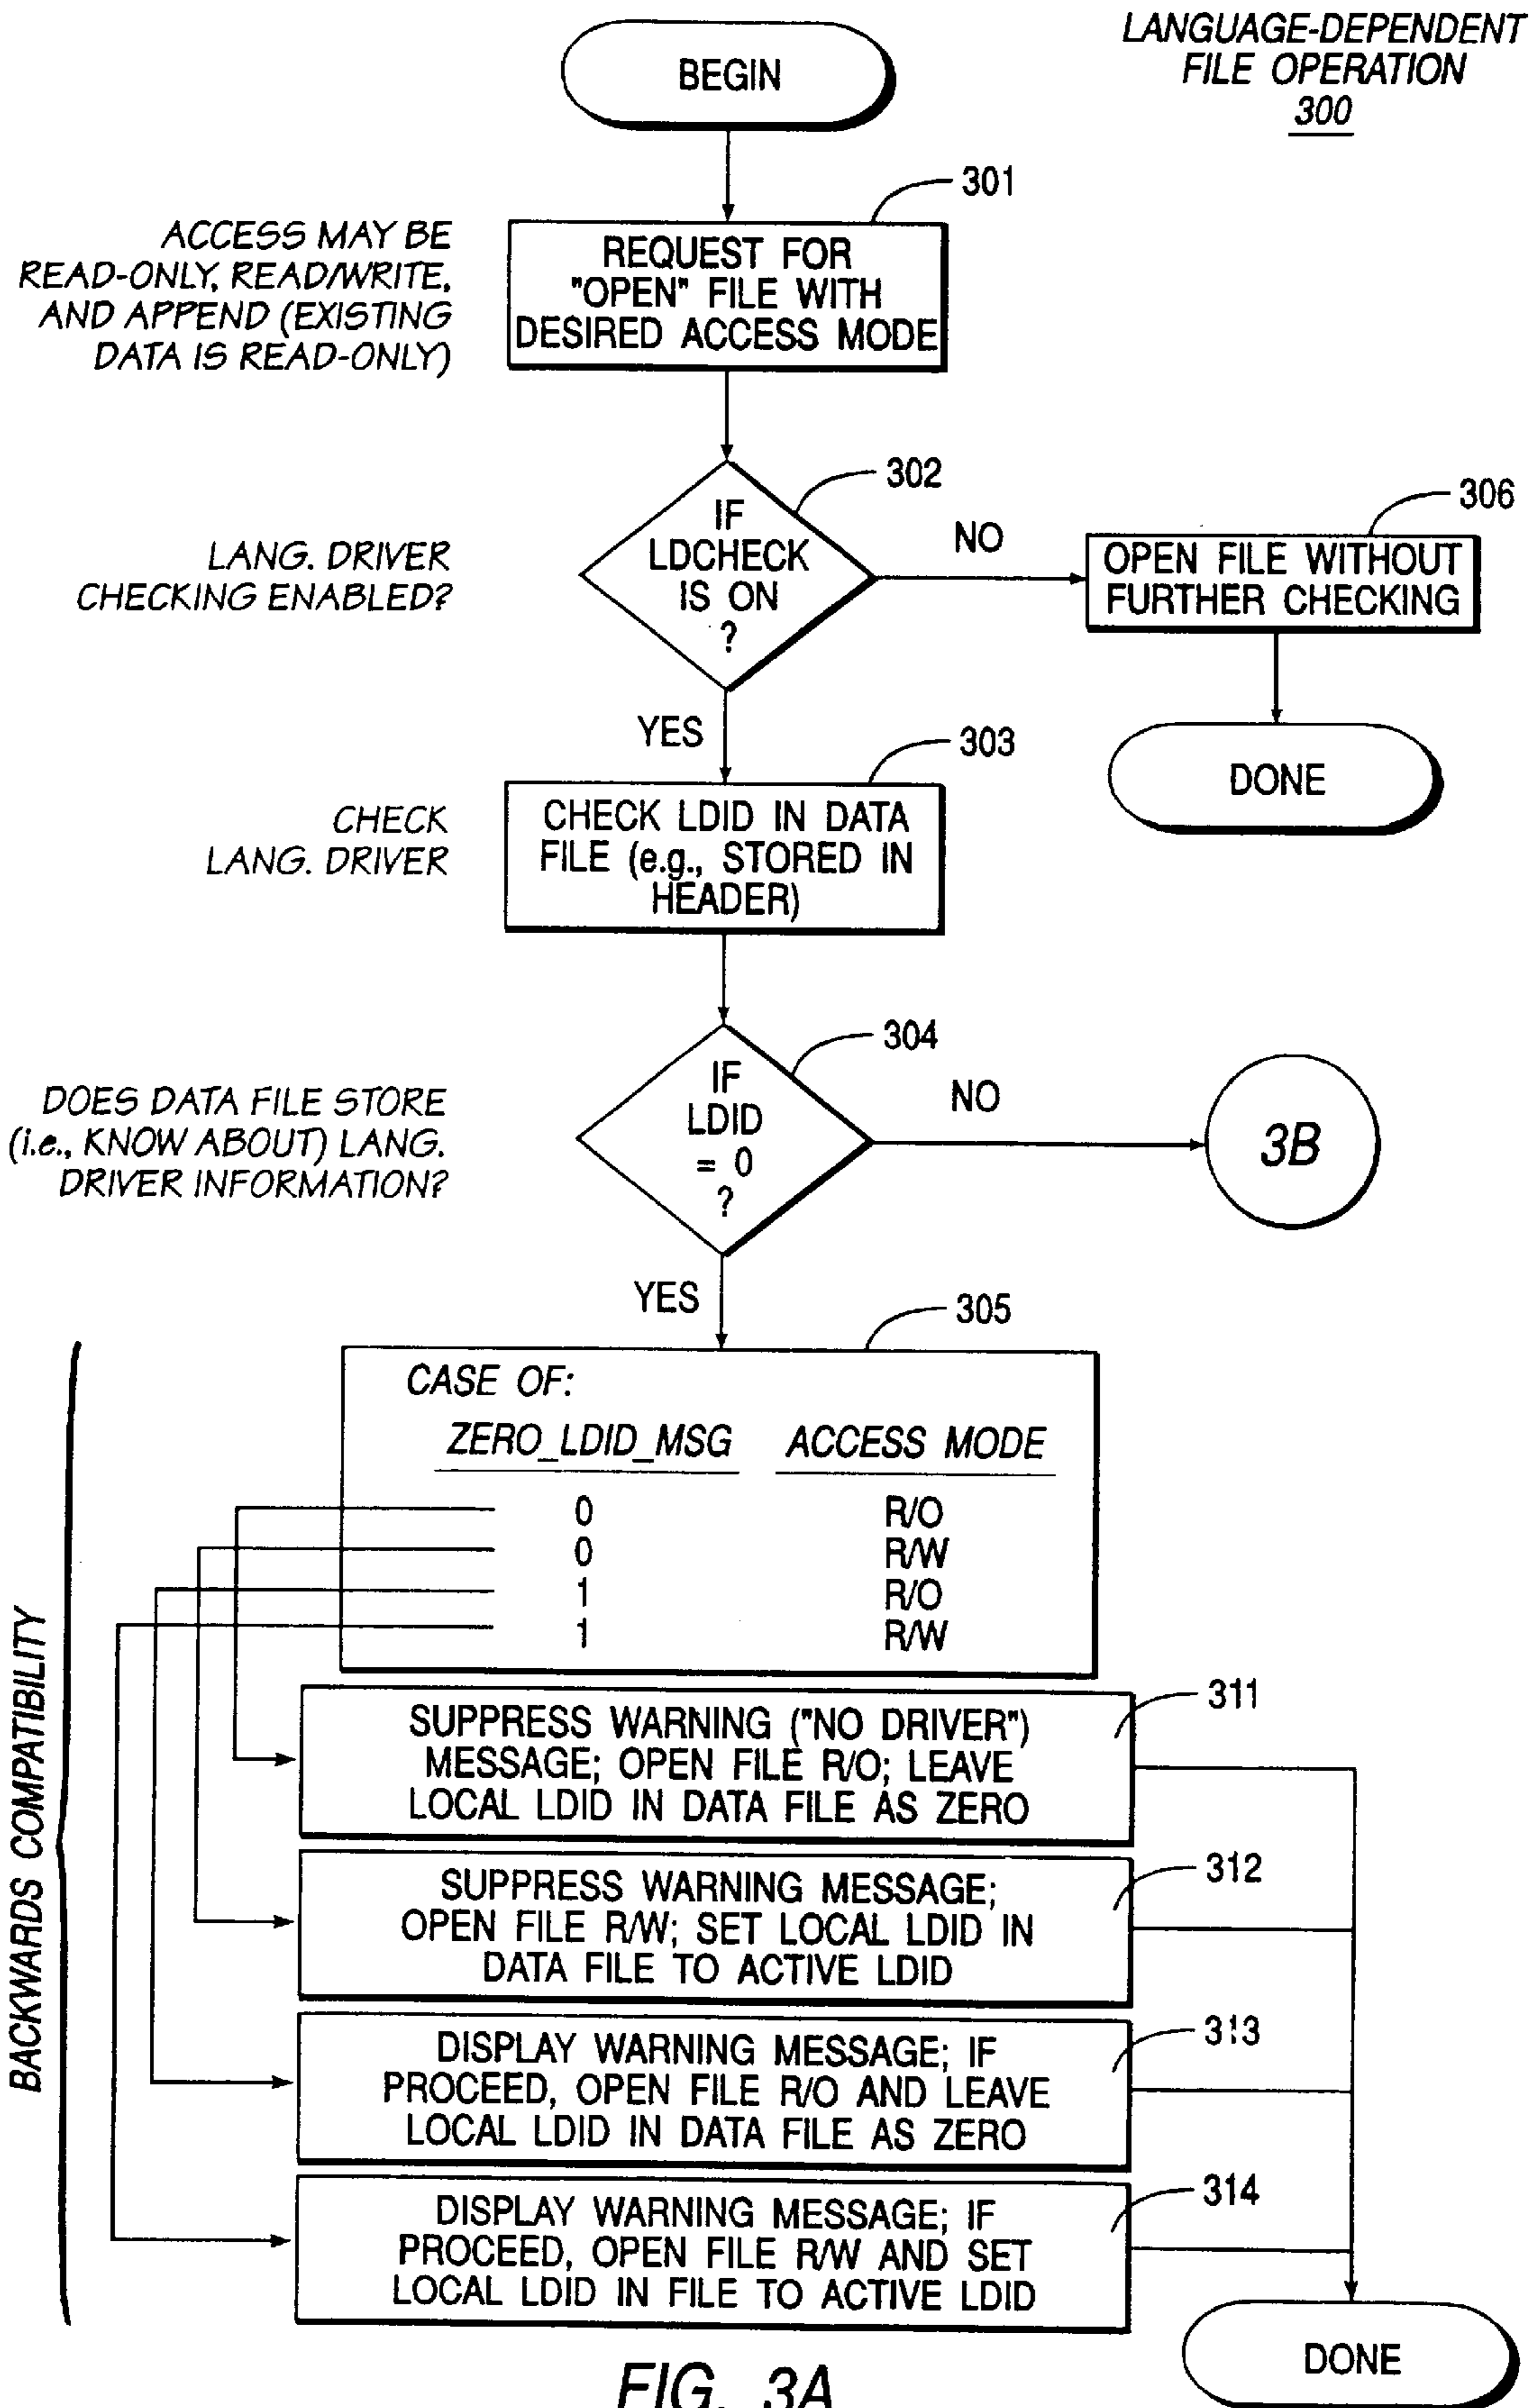 LANGUAGE-DEPENDENT
FILE OPERATION
300
BEGIN
301
ACCESS MAY BE
READ-ONLY, READ/WRITE,
AND APPEND (EXISTING
DATA IS READ-ONLY)
REQUEST FOR
"OPEN" FILE WITH
DESIRED ACCESS MODE
302
LANG. DRIVER
CHECKING ENABLED?
IF
LDCHECK
IS ON
?
NO
306
OPEN FILE WITHOUT
FURTHER CHECKING
DONE
YES
303
CHECK
LANG. DRIVER
CHECK LDID IN DATA
FILE (e.g., STORED IN
HEADER)
304
DOES DATA FILE STORE
(i.e., KNOW ABOUT) LANG.
DRIVER INFORMATION?
IF
LDID
= 0
?
NO
3B
YES
305
CASE OF:
ZERO_LDID_MSG ACCESS MODE
0 R/O
0 R/W
1 R/O
1 R/W
BACKWARDS COMPATIBILITY
311
SUPPRESS WARNING ("NO DRIVER")
MESSAGE; OPEN FILE R/O; LEAVE
LOCAL LDID IN DATA FILE AS ZERO
312
SUPPRESS WARNING MESSAGE;
OPEN FILE R/W; SET LOCAL LDID IN
DATA FILE TO ACTIVE LDID
313
DISPLAY WARNING MESSAGE; IF
PROCEED, OPEN FILE R/O AND LEAVE
LOCAL LDID IN DATA FILE AS ZERO
314
DISPLAY WARNING MESSAGE; IF
PROCEED, OPEN FILE R/W AND SET
LOCAL LDID IN FILE TO ACTIVE LDID
DONE
FIG. 3A